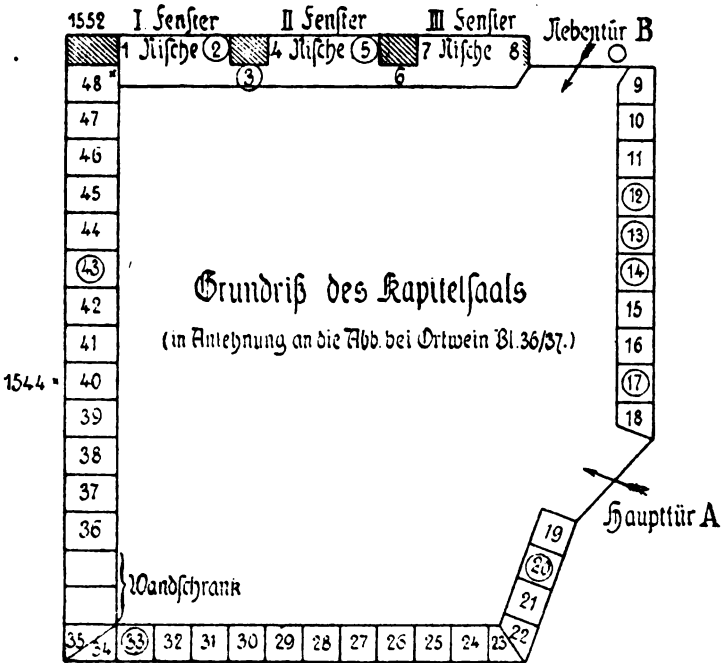 1552 I Fenster II Fenster III Fenster
Nebentür B
1 Nische 2 4 Nische 5 7 Nische 8
3 6
48 9
47 10
46 11
45 12
44 13
43 14
Grundriß des Kapitelsaals
42 15
(in Anlehnung an die Abb. bei Ortwein Bl. 36/37.)
41 16
1544 40 17
39 18
38
37
Haupttür A
36 19
20
Wandschrank
21
35 34 33 32 31 30 29 28 27 26 25 24 23 22